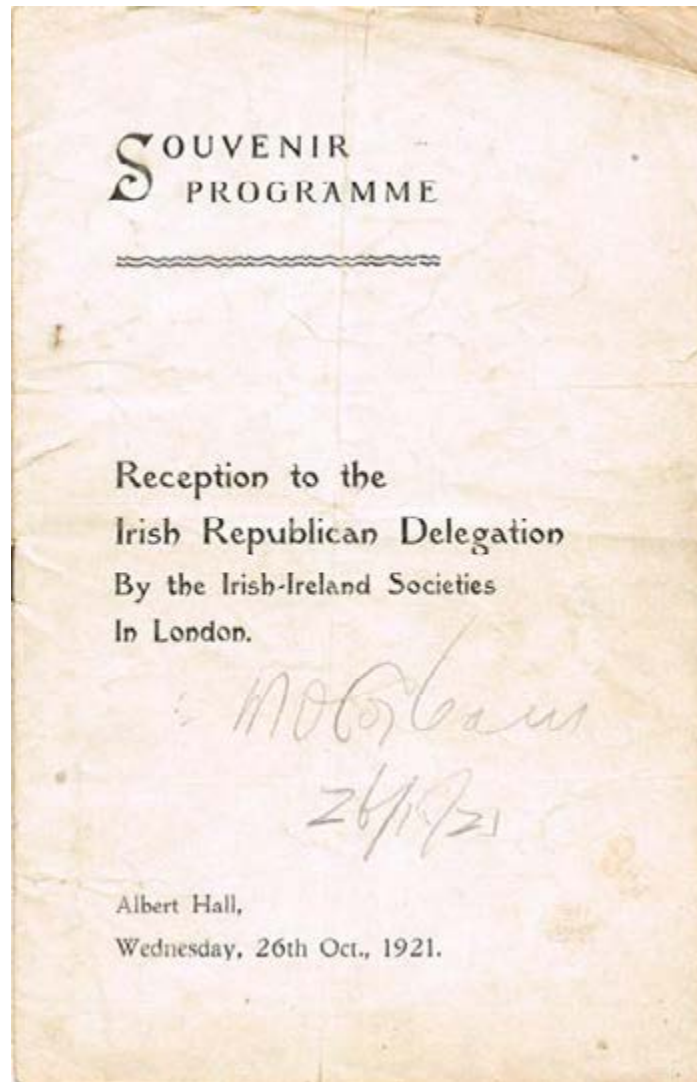 SOUVENIR
PROGRAMME
Reception to the
Irish Republican Delegation
By the Irish-Ireland Societies
In London.
26/10/21
Albert Hall,
Wednesday, 26th Oct., 1921.